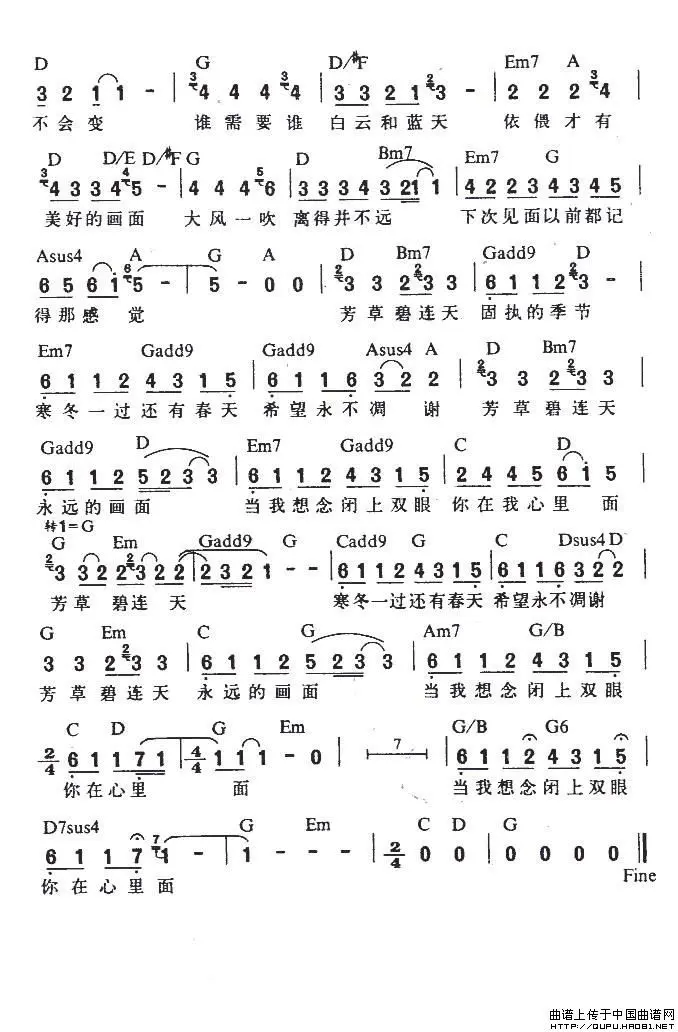 D G D/#F Em7 A
3 2 1 1 - | 3 4 4 4 3 4 | 3 3 2 1 2 3 - | 2 2 2 3 4
不会变 谁需要谁 白云和蓝天 依偎才有
D D/E D/#F G D Bm7 Em7 G
3 4 3 3 4 4 5 - | 4 4 4 5 6 | 3 3 3 4 3 2 1 1 | 4 2 2 3 4 3 4 5
美好的画面 大风一吹 离得并不远 下次见面以前都记
Asus4 A G A D Bm7 Gadd9 D
6 5 6 1 6 5 - | 5 - 0 0 | 2 3 3 2 2 3 3 | 6 1 1 2 2 3 - |
得那感觉 芳草碧连天 固执的季节
Em7 Gadd9 Gadd9 Asus4 A D Bm7
6 1 1 2 4 3 1 5 | 6 1 1 6 3 2 2 | 2 3 3 2 2 3 3 |
寒冬一过还有春天 希望永不凋谢 芳草碧连天
Gadd9 D Em7 Gadd9 C D
6 1 1 2 5 2 3 3 | 6 1 1 2 4 3 1 5 | 2 4 4 5 6 1 5 |
永远的画面 当我想念闭上双眼 你在我心里面
转1=G
G Em Gadd9 G Cadd9 G C Dsus4 D
2 3 3 2 2 2 2 3 2 2 | 2 3 2 1 - - | 6 1 1 2 4 3 1 5 | 6 1 1 6 3 2 2 |
芳草碧连天 寒冬一过还有春天 希望永不凋谢
G Em C G Am7 G/B
3 3 2 2 3 3 | 6 1 1 2 5 2 3 3 | 6 1 1 2 4 3 1 5 |
芳草碧连天 永远的画面 当我想念闭上双眼
C D G Em G/B G6
2/4 6 1 1 7 1 | 4/4 1 1 1 - 0 | 7 | 6 1 1 2 4 3 1 5 |
你在心里面 当我想念闭上双眼
D7sus4 G Em C D G
6 1 1 7 7 1 - - | 1 - - - | 2/4 0 0 | 0 0 0 0 ||
你在心里面 Fine
曲谱上传于中国曲谱网
HTTP://QUPU.HAO81.NET